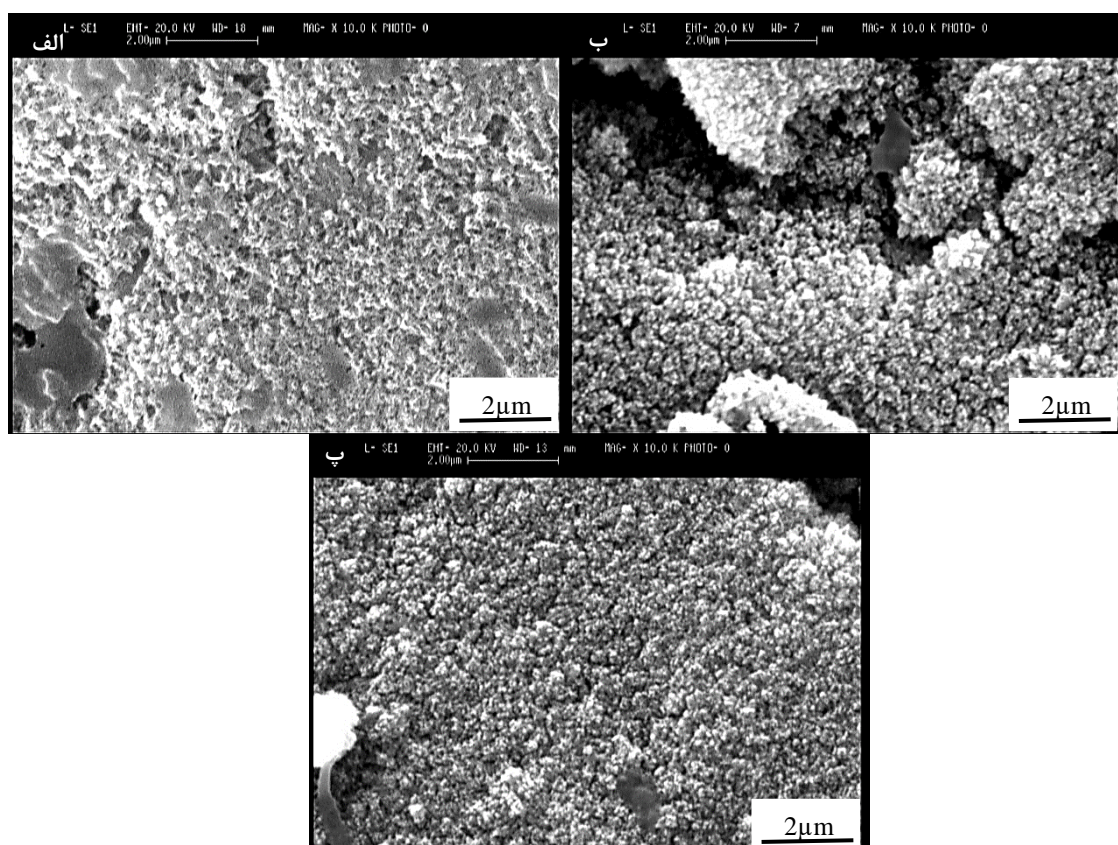 الف
L- SE1 EHT- 20.0 KV WD- 18 mm MAG- X 10.0 K PHOTO- 0
2.00µm
2µm
ب
L- SE1 EHT- 20.0 KV WD- 7 mm MAG- X 10.0 K PHOTO- 0
2.00µm
2µm
پ
L- SE1 EHT- 20.0 KV WD- 13 mm MAG- X 10.0 K PHOTO- 0
2.00µm
2µm